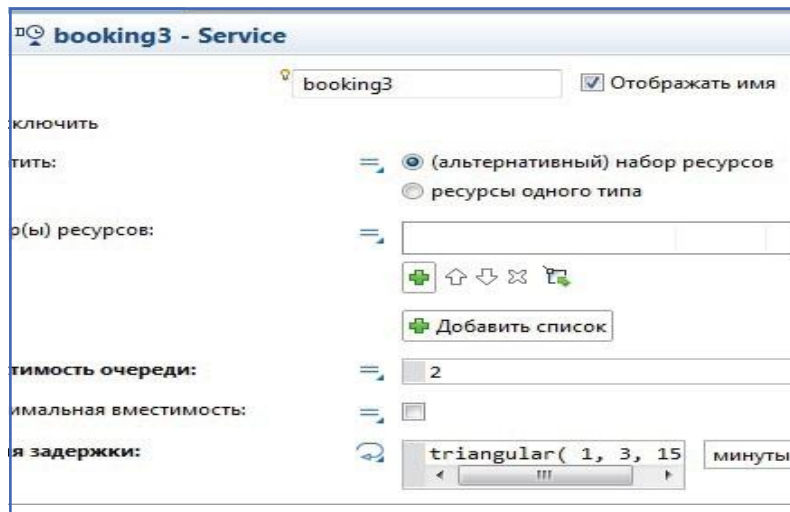 booking3 - Service
booking3 Отображать имя
ключить
тить: (альтернативный) набор ресурсов
ресурсы одного типа
р(ы) ресурсов:
Добавить список
тимость очереди: 2
имальная вместимость:
я задержки: triangular( 1, 3, 15 минуты